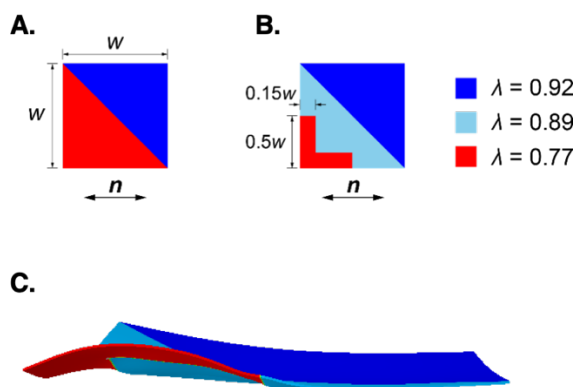 A.
B.
w
w
n
0.15w
0.5w
n
λ = 0.92
λ = 0.89
λ = 0.77
C.